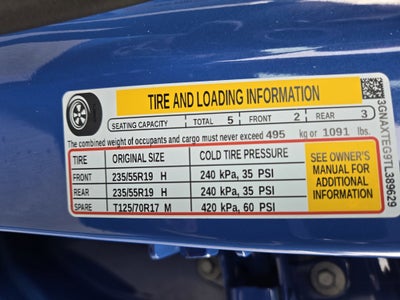 TIRE AND LOADING INFORMATION
SEATING CAPACITY TOTAL 5 FRONT 2 REAR 3
The combined weight of occupants and cargo must never exceed 495 kg or 1091 lbs.
TIRE ORIGINAL SIZE COLD TIRE PRESSURE
FRONT 235/55R19 H 240 kPa, 35 PSI
REAR 235/55R19 H 240 kPa, 35 PSI
SPARE T125/70R17 M 420 kPa, 60 PSI
SEE OWNER'S
MANUAL FOR
ADDITIONAL
INFORMATION
3GNAXTEG9TL389629